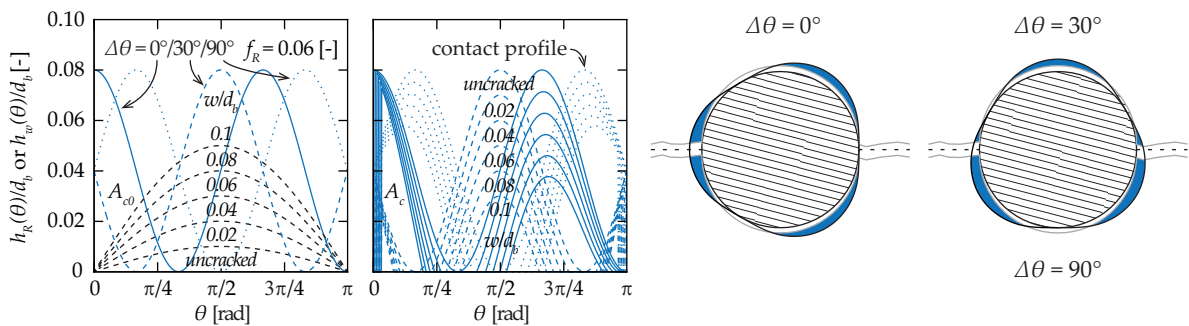 h_R(θ)/d_b or h_w(θ)/d_b [-]
0.10
0.08
0.06
0.04
0.02
0
Δθ = 0°/30°/90°
f_R = 0.06 [-]
w/d_b
0.1
0.08
0.06
0.04
0.02
uncracked
A_c0
0
π/4
π/2
3π/4
π
θ [rad]
contact profile
uncracked
0.02
0.04
0.06
0.08
0.1
w/d_b
A_c
0
π/4
π/2
3π/4
π
θ [rad]
Δθ = 0°
Δθ = 30°
Δθ = 90°